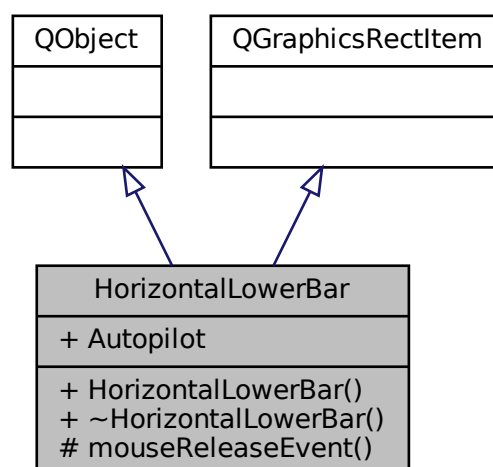 QObject
QGraphicsRectItem
HorizontalLowerBar
+ Autopilot
+ HorizontalLowerBar()
+ ~HorizontalLowerBar()
# mouseReleaseEvent()